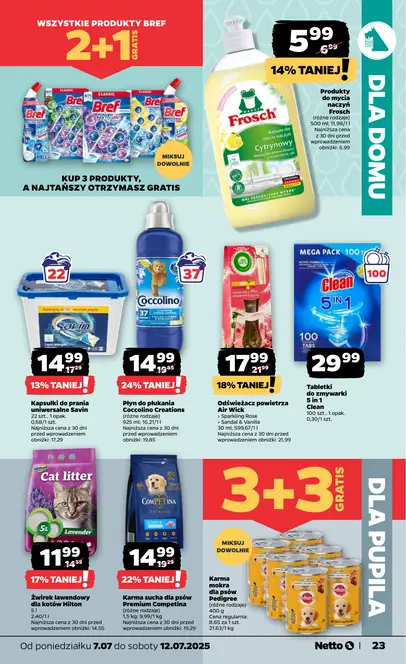 WSZYSTKIE PRODUKTY BREF
2+1 GRATIS
CLASSIC
CLASSIC
Bref
Bref
Bref
Bref
MIKSUJ
DOWOLNIE
KUP 3 PRODUKTY,
A NAJTAŃSZY OTRZYMASZ GRATIS
5.99
6.99
14% TANIEJ!
Frosch
Cytrynowy
Produkty
do mycia
naczyń
Frosch
(różne rodzaje)
500 ml; 11,98/1 l
Najniższa cena
z 30 dni przed
wprowadzeniem
obniżki: 6,99
DLA DOMU
22
Savin
14.99
17.29
13% TANIEJ!
Kapsułki do prania
uniwersalne Savin
22 szt., 1 opak.
0,68/1 szt.
Najniższa cena z 30 dni
przed wprowadzeniem
obniżki: 17,29
37
Coccolino
37
14.99
19.85
24% TANIEJ!
Płyn do płukania
Coccolino Creations
(różne rodzaje)
925 ml; 16,21/1 l
Najniższa cena z 30 dni
przed wprowadzeniem
obniżki: 19,85
17.99
21.99
18% TANIEJ!
Odświeżacz powietrza
Air Wick
• Sparkling Rose
• Sandal & Vanilla
30 ml; 599,67/1 l
Najniższa cena z 30 dni
przed wprowadzeniem
obniżki: 21,99
MEGA PACK 100
Clean
5 IN 1
100
TABS
100
29.99
Tabletki
do zmywarki
5 in 1
Clean
100 szt., 1 opak.
0,30/1 szt.
Cat litter
5L
Lavender
11.99
14.55
17% TANIEJ!
Żwirek lawendowy
dla kotów Hilton
5 l
2,40/1 l
Najniższa cena z 30 dni
przed wprowadzeniem
obniżki: 14,55
COMPETINA
14.99
19.29
22% TANIEJ!
Karma sucha dla psów
Premium Competina
(różne rodzaje)
1,5 kg; 9,99/1 kg
Najniższa cena z 30 dni
przed wprowadzeniem
obniżki: 19,29
3+3 GRATIS
MIKSUJ
DOWOLNIE
Karma
mokra
dla psów
Pedigree
(różne rodzaje)
400 g
Cena regularna:
8,65 za 1 szt.
21,63/1 kg
Pedigree
DLA PUPILA
Od poniedziałku 7.07 do soboty 12.07.2025
Netto
23